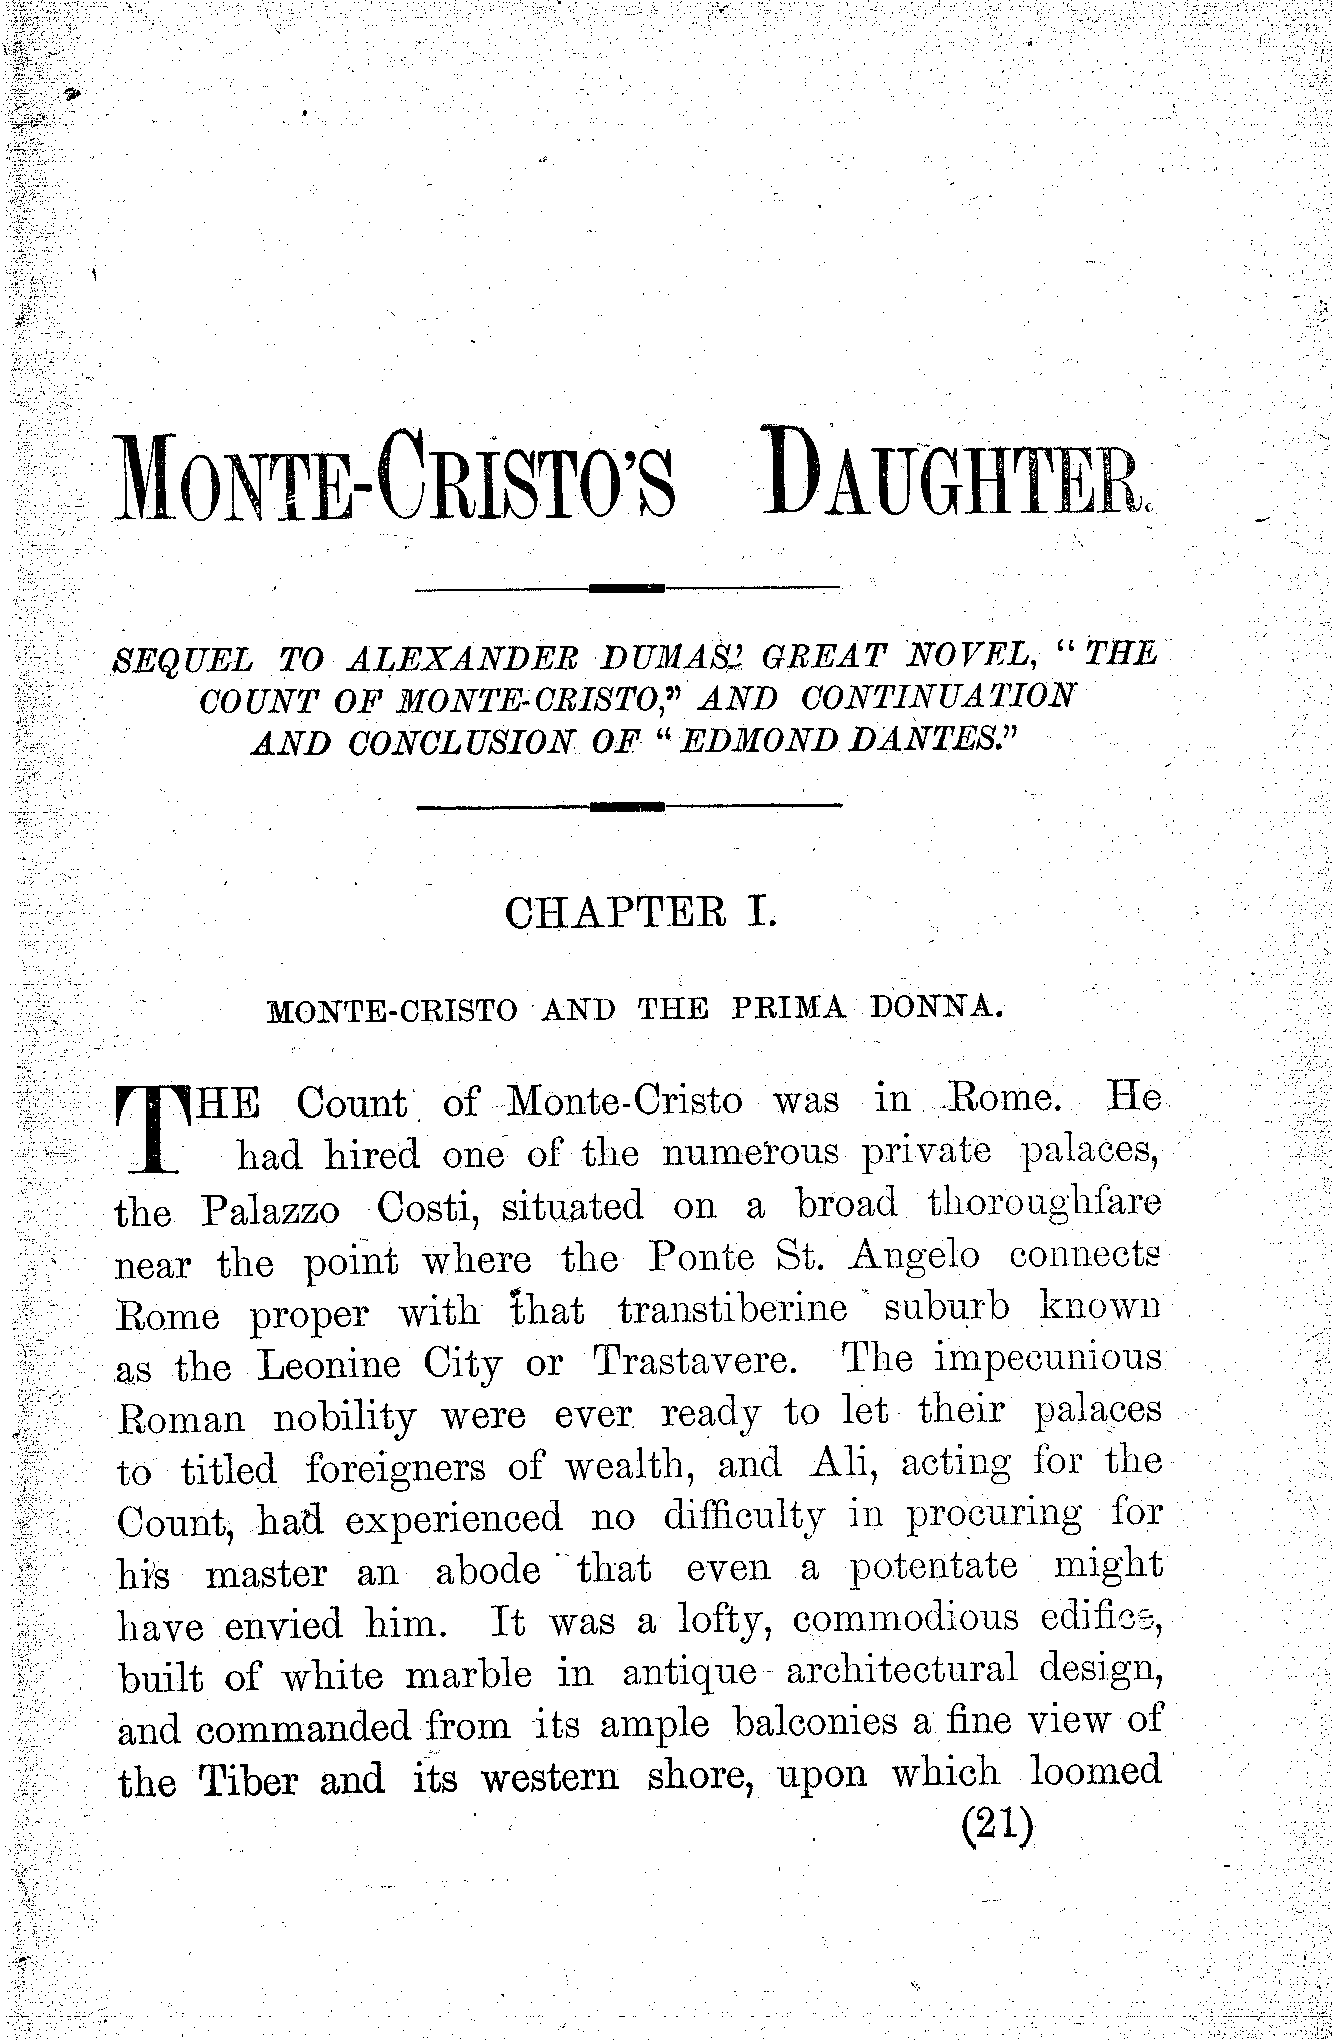 MONTE-CRISTO'S DAUGHTER.
SEQUEL TO ALEXANDER DUMAS' GREAT NOVEL, "THE
COUNT OF MONTE-CRISTO," AND CONTINUATION
AND CONCLUSION OF "EDMOND DANTES."
CHAPTER I.
MONTE-CRISTO AND THE PRIMA DONNA.
THE Count of Monte-Cristo was in Rome. He
had hired one of the numerous private palaces,
the Palazzo Costi, situated on a broad thoroughfare
near the point where the Ponte St. Angelo connects
Rome proper with that transtiberine suburb known
as the Leonine City or Trastavere. The impecunious
Roman nobility were ever ready to let their palaces
to titled foreigners of wealth, and Ali, acting for the
Count, had experienced no difficulty in procuring for
his master an abode that even a potentate might
have envied him. It was a lofty, commodious edifice,
built of white marble in antique architectural design,
and commanded from its ample balconies a fine view of
the Tiber and its western shore, upon which loomed
(21)